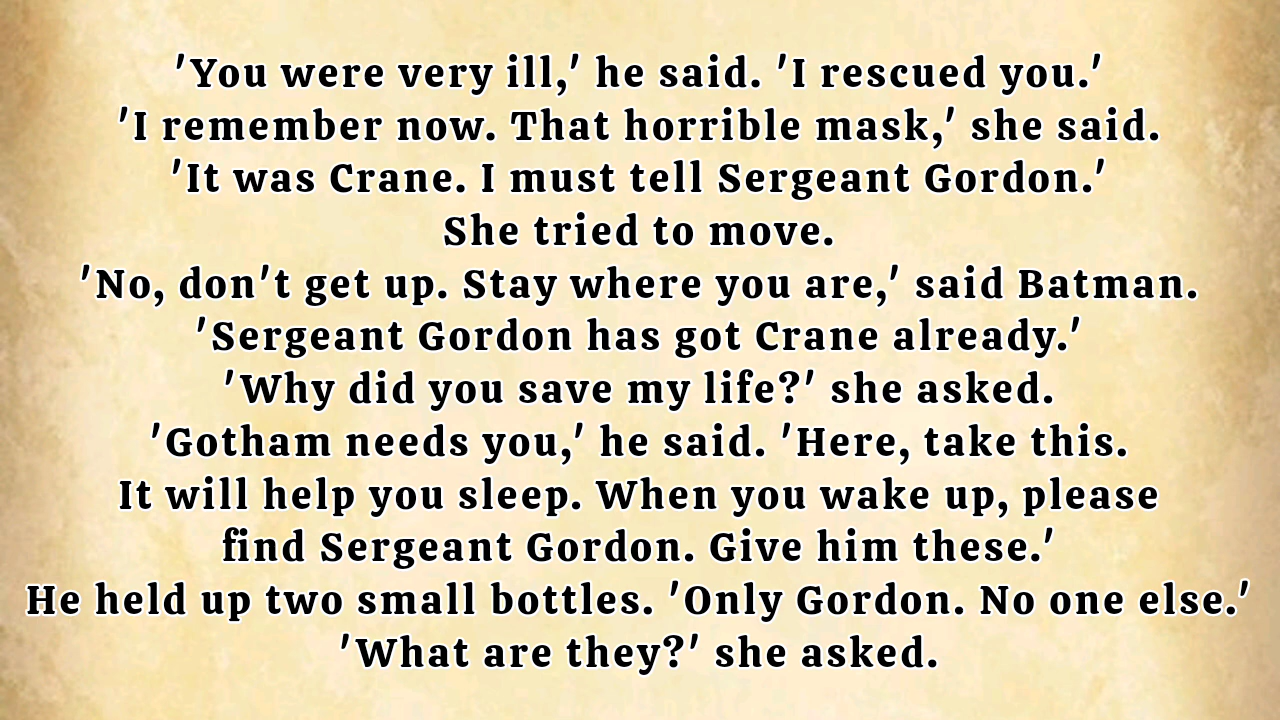 'You were very ill,' he said. 'I rescued you.'
'I remember now. That horrible mask,' she said.
'It was Crane. I must tell Sergeant Gordon.'
She tried to move.
'No, don't get up. Stay where you are,' said Batman.
'Sergeant Gordon has got Crane already.'
'Why did you save my life?' she asked.
'Gotham needs you,' he said. 'Here, take this.
It will help you sleep. When you wake up, please
find Sergeant Gordon. Give him these.'
He held up two small bottles. 'Only Gordon. No one else.'
'What are they?' she asked.